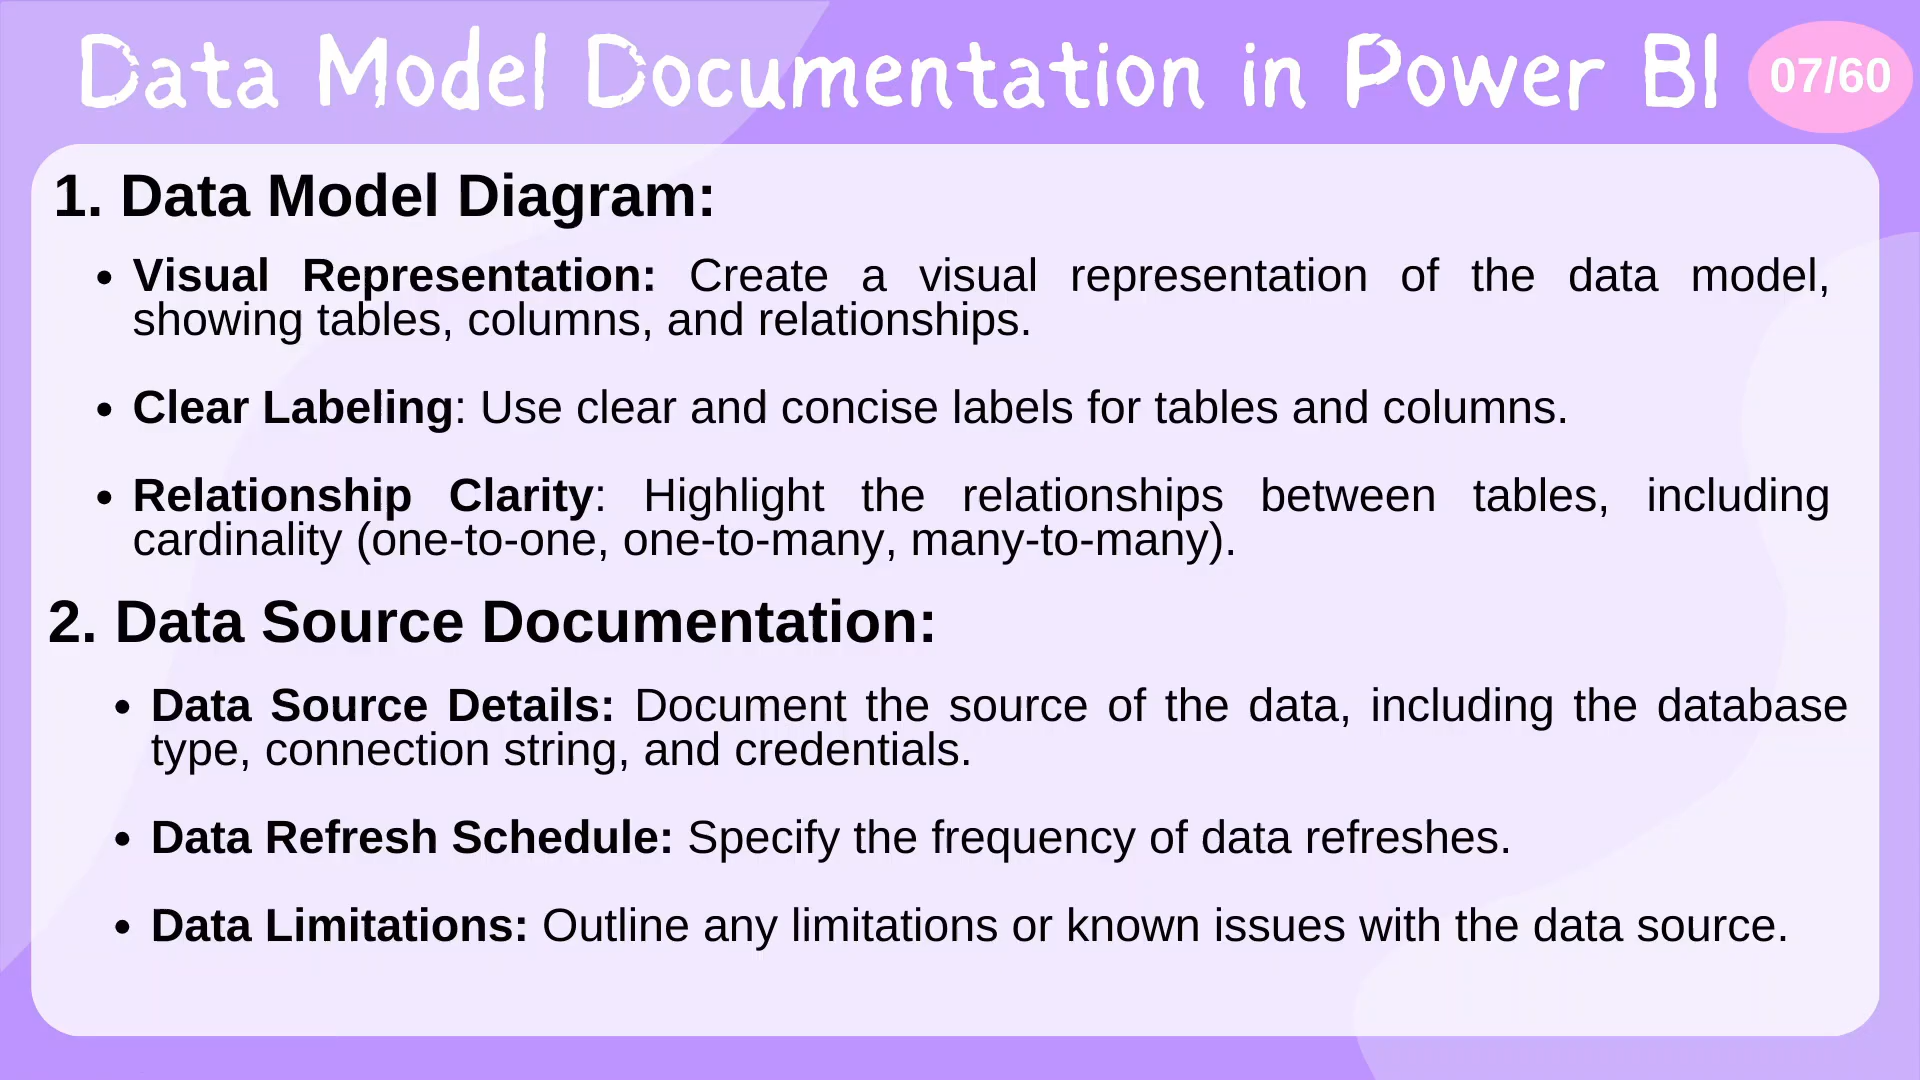 Data Model Documentation in Power BI
07/60
1. Data Model Diagram:
• Visual Representation: Create a visual representation of the data model,
showing tables, columns, and relationships.
• Clear Labeling: Use clear and concise labels for tables and columns.
• Relationship Clarity: Highlight the relationships between tables, including
cardinality (one-to-one, one-to-many, many-to-many).
2. Data Source Documentation:
• Data Source Details: Document the source of the data, including the database
type, connection string, and credentials.
• Data Refresh Schedule: Specify the frequency of data refreshes.
• Data Limitations: Outline any limitations or known issues with the data source.